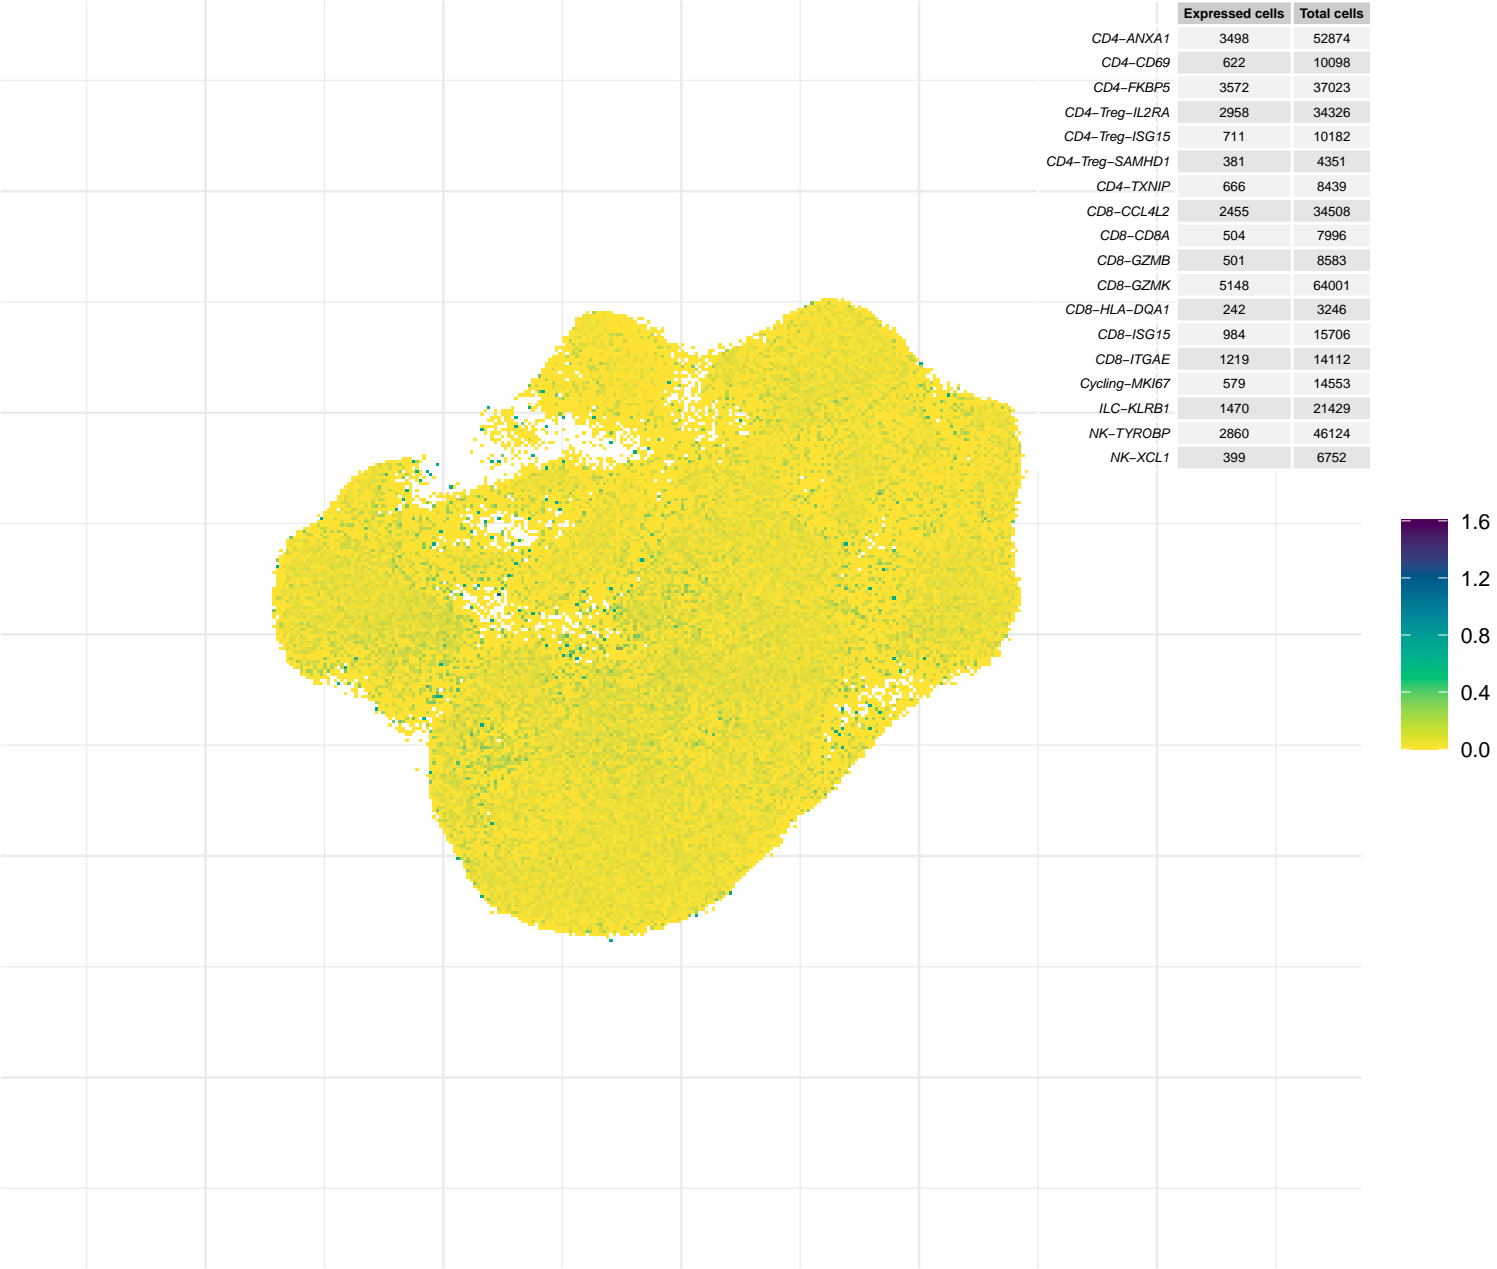 Expressed cells Total cells
CD4−ANXA1 3498 52874
CD4−CD69 622 10098
CD4−FKBP5 3572 37023
CD4−Treg−IL2RA 2958 34326
CD4−Treg−ISG15 711 10182
CD4−Treg−SAMHD1 381 4351
CD4−TXNIP 666 8439
CD8−CCL4L2 2455 34508
CD8−CD8A 504 7996
CD8−GZMB 501 8583
CD8−GZMK 5148 64001
CD8−HLA−DQA1 242 3246
CD8−ISG15 984 15706
CD8−ITGAE 1219 14112
Cycling−MKI67 579 14553
ILC−KLRB1 1470 21429
NK−TYROBP 2860 46124
NK−XCL1 399 6752
1.6
1.2
0.8
0.4
0.0